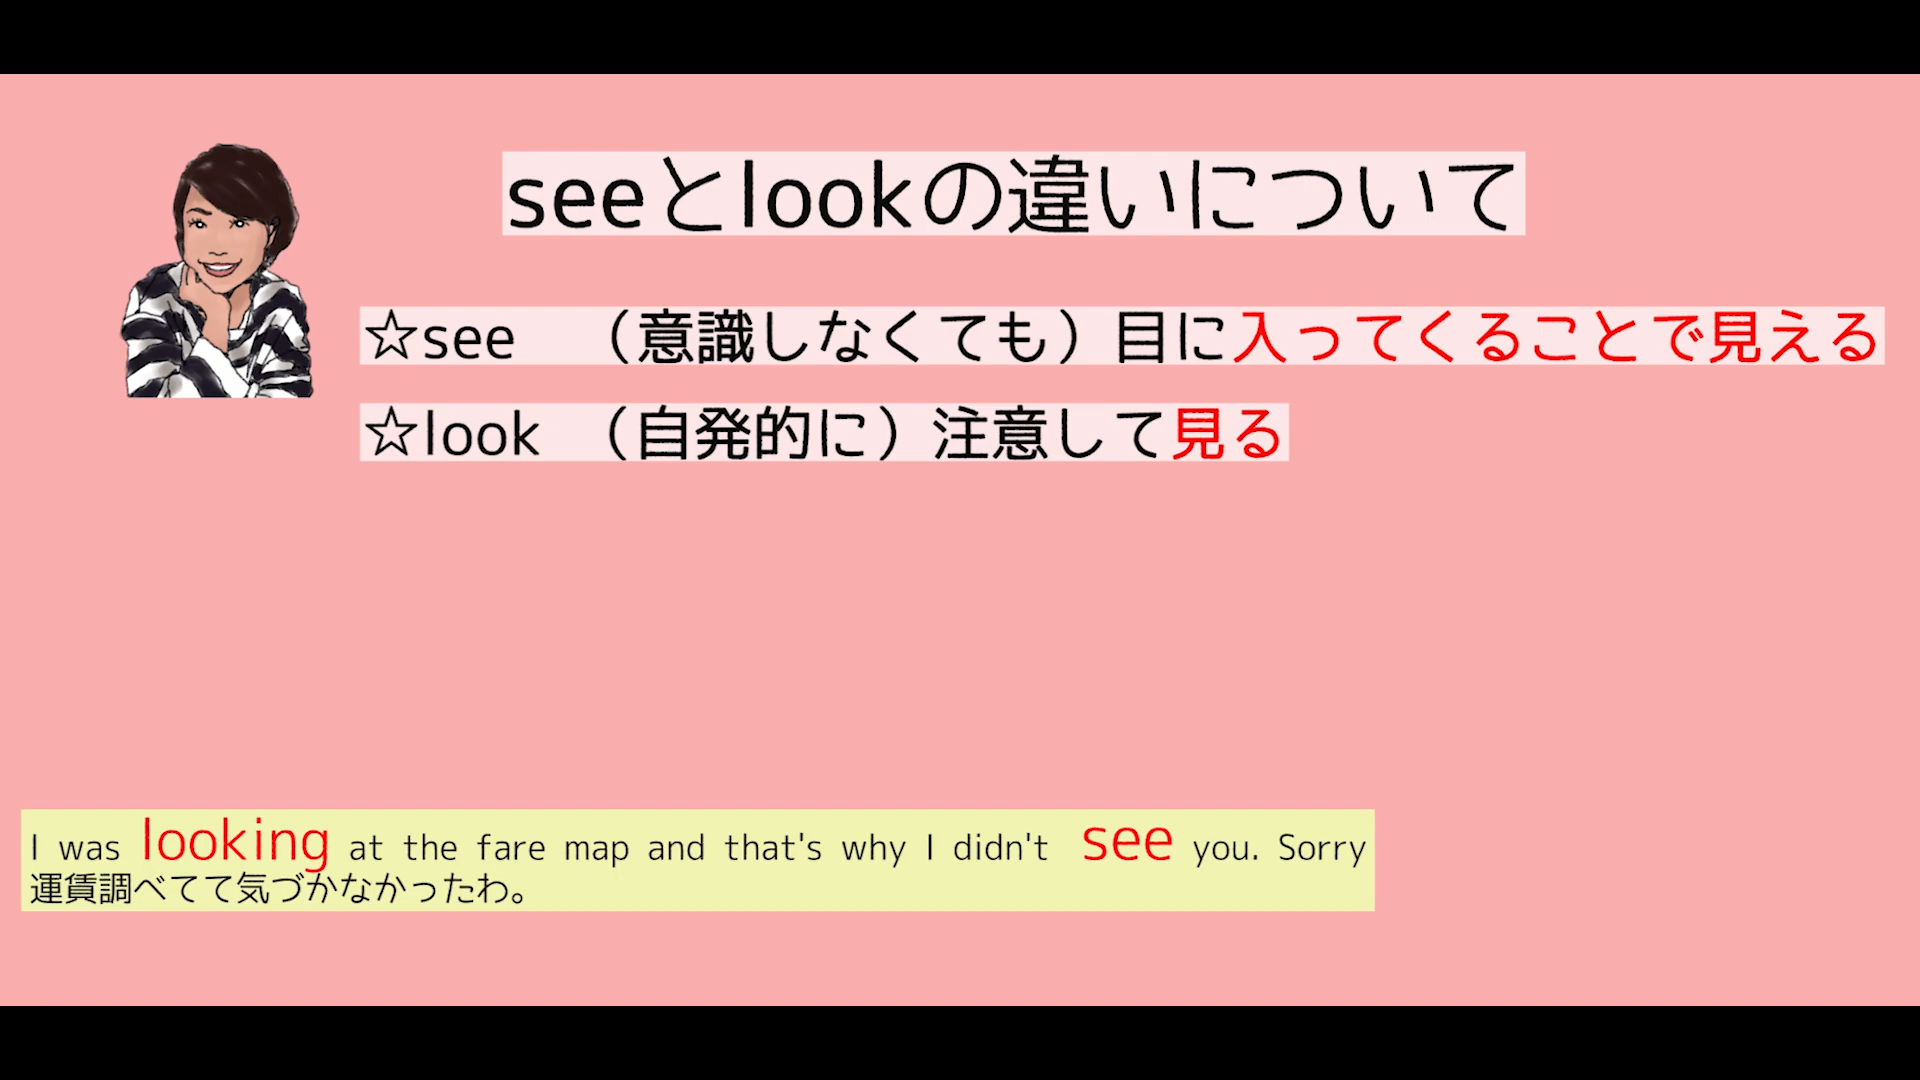 seeとlookの違いについて
☆see　（意識しなくても）目に入ってくることで見える
☆look　（自発的に）注意して見る
I was looking at the fare map and that's why I didn't see you. Sorry
運賃調べてて気づかなかったわ。